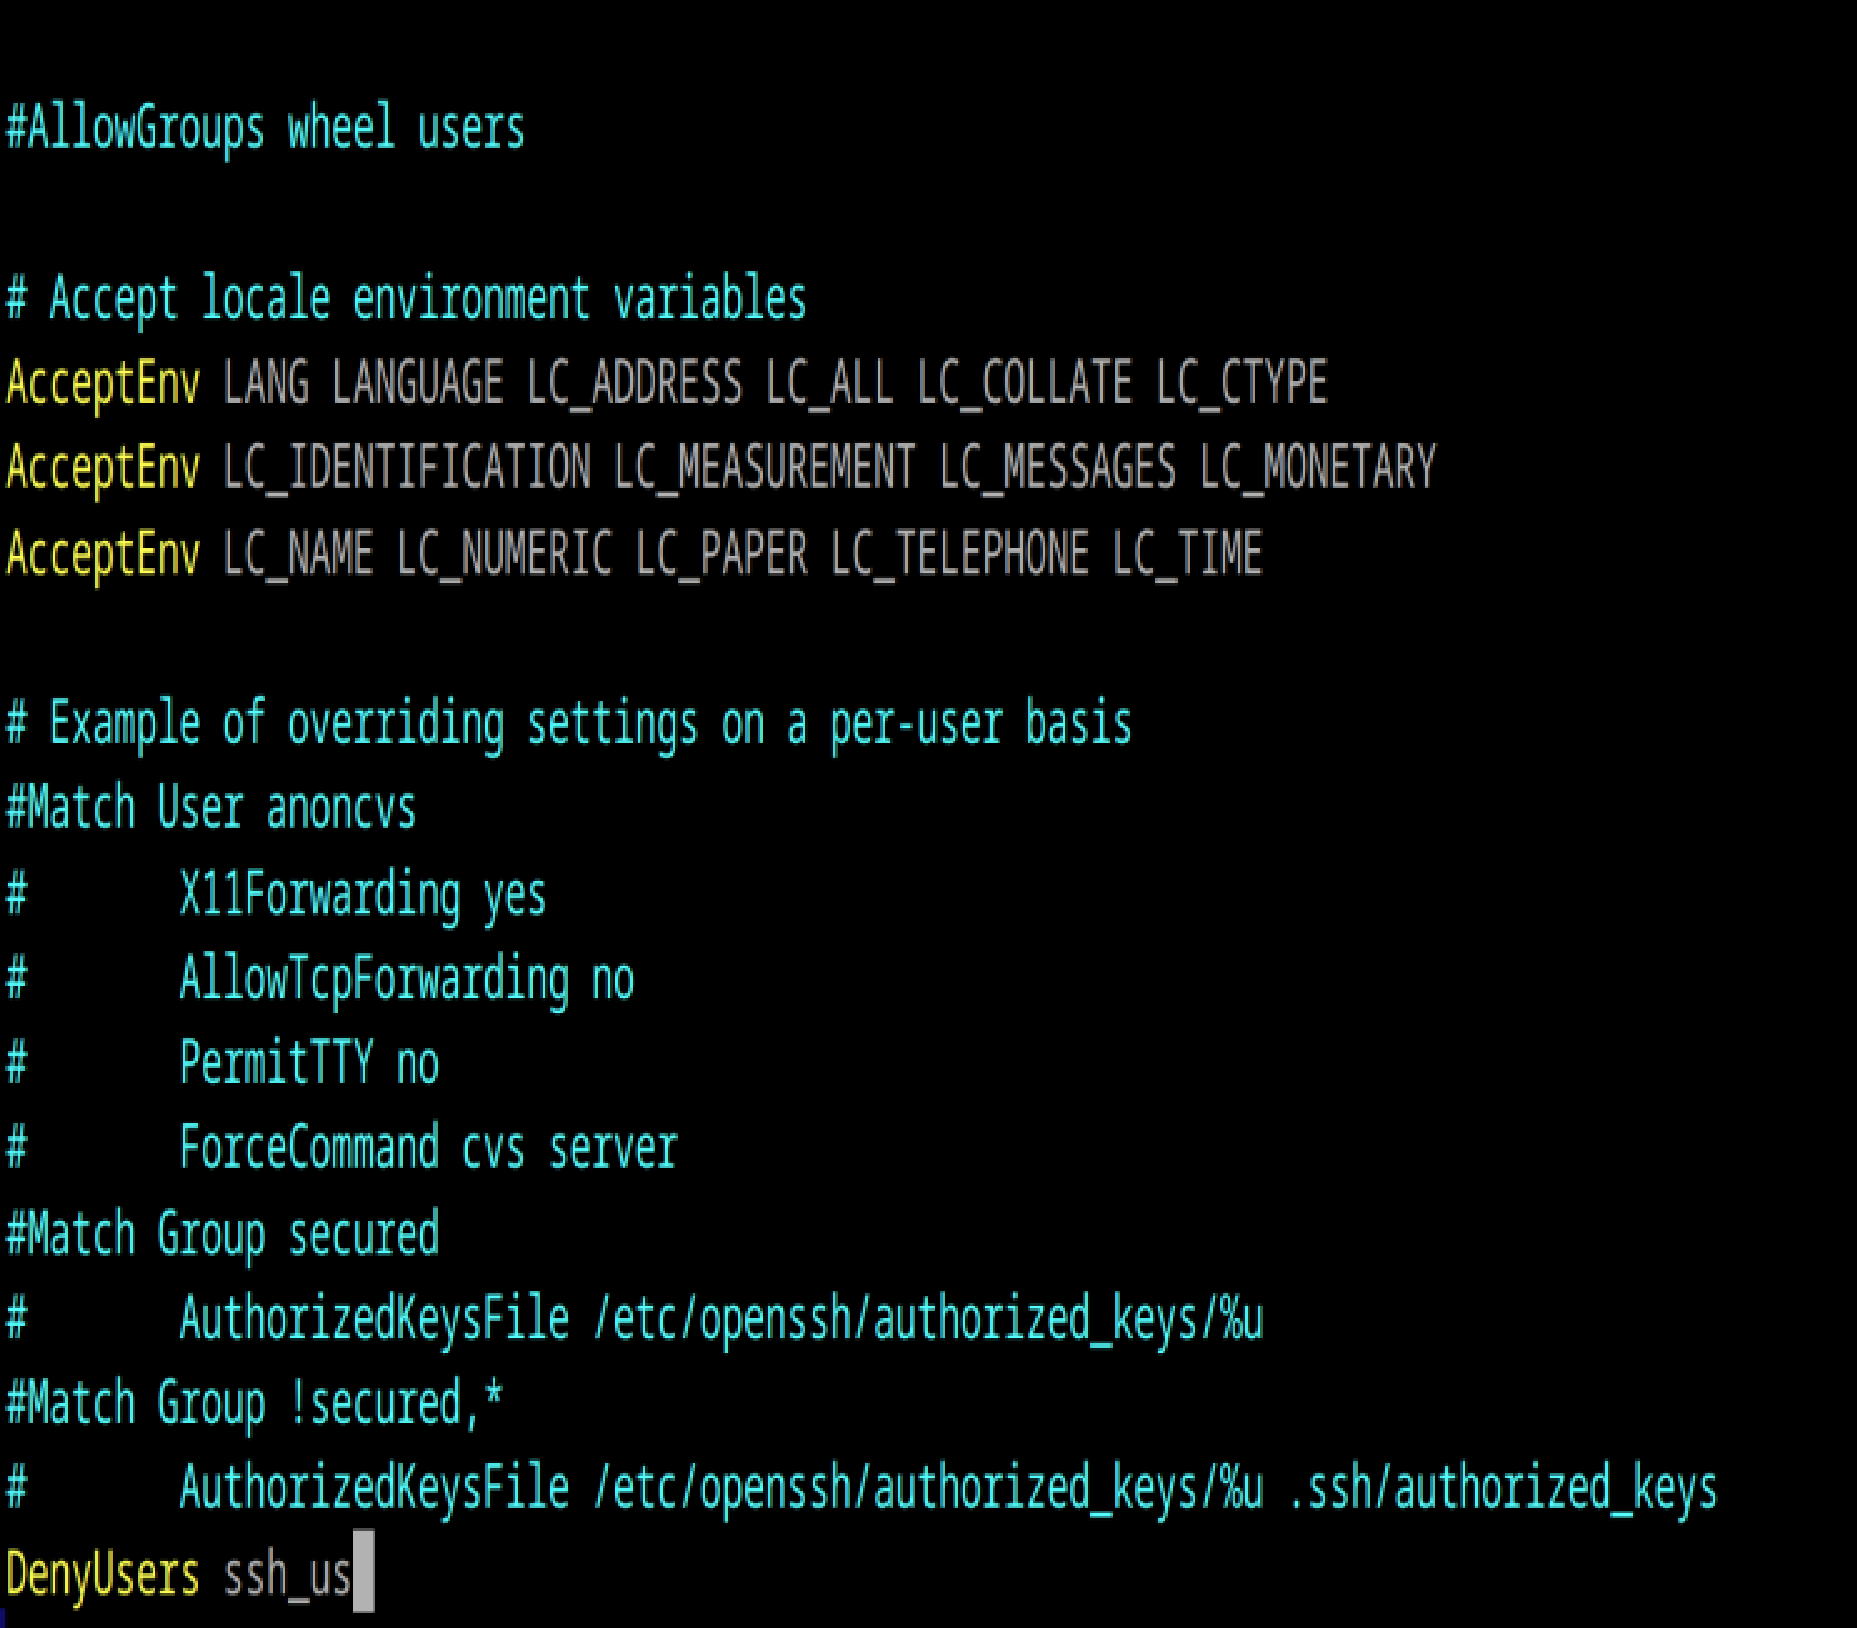 #AllowGroups wheel users
# Accept locale environment variables
AcceptEnv LANG LANGUAGE LC_ADDRESS LC_ALL LC_COLLATE LC_CTYPE
AcceptEnv LC_IDENTIFICATION LC_MEASUREMENT LC_MESSAGES LC_MONETARY
AcceptEnv LC_NAME LC_NUMERIC LC_PAPER LC_TELEPHONE LC_TIME
# Example of overriding settings on a per-user basis
#Match User anoncvs
#       X11Forwarding yes
#       AllowTcpForwarding no
#       PermitTTY no
#       ForceCommand cvs server
#Match Group secured
#       AuthorizedKeysFile /etc/openssh/authorized_keys/%u
#Match Group !secured,*
#       AuthorizedKeysFile /etc/openssh/authorized_keys/%u .ssh/authorized_keys
DenyUsers ssh_us